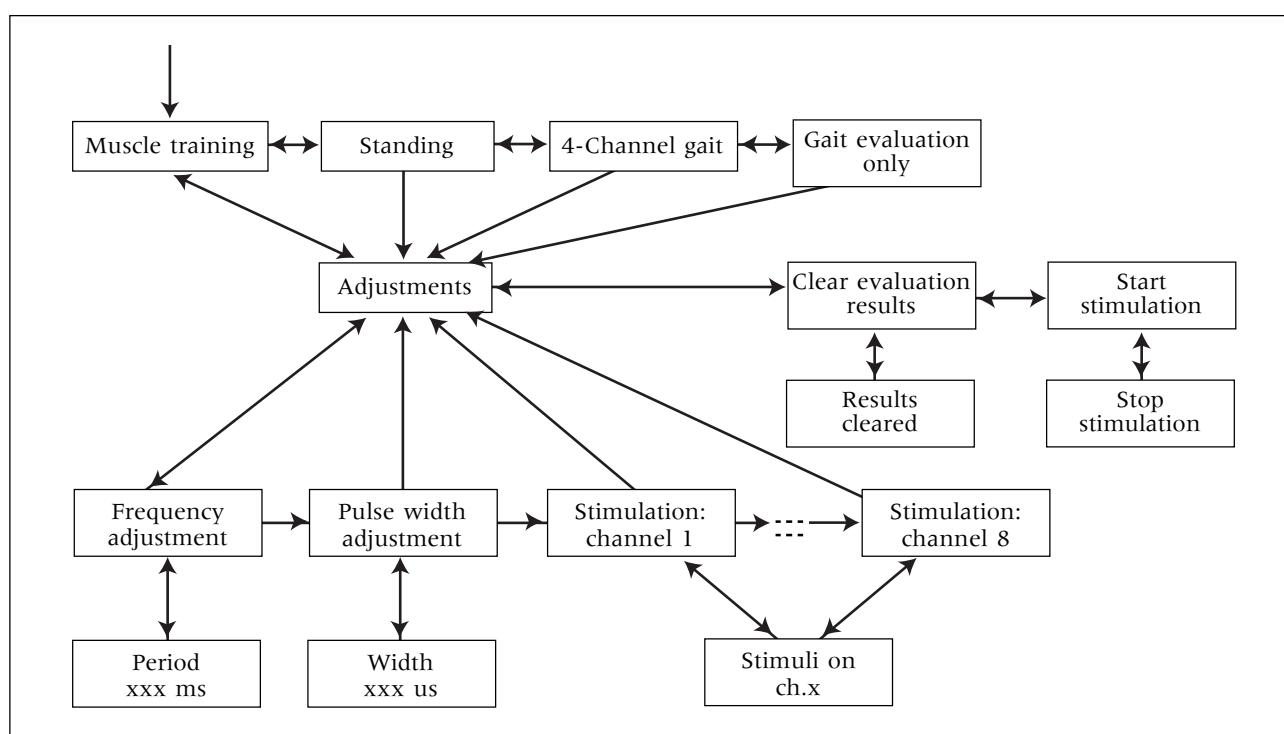 Muscle training
Standing
4-Channel gait
Gait evaluation
only
Adjustments
Clear evaluation
results
Start
stimulation
Results
cleared
Stop
stimulation
Frequency
adjustment
Pulse width
adjustment
Stimulation:
channel 1
Stimulation:
channel 8
Period
xxx ms
Width
xxx us
Stimuli on
ch.x